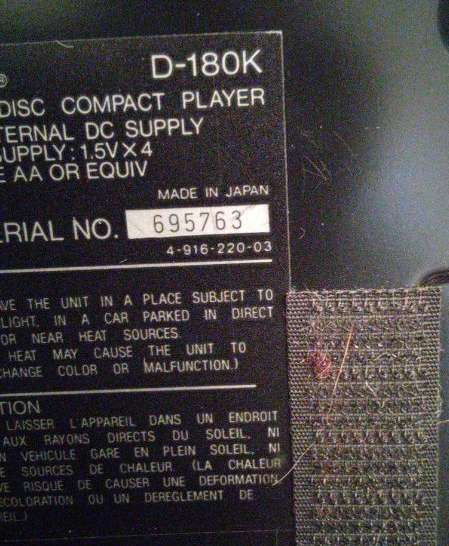 ® D-180K
DISC COMPACT PLAYER
TERNAL DC SUPPLY
SUPPLY: 1.5V×4
E AA OR EQUIV
MADE IN JAPAN
ERIAL NO. 695763
4-916-220-03
AVE THE UNIT IN A PLACE SUBJECT TO
LIGHT, IN A CAR PARKED IN DIRECT
OR NEAR HEAT SOURCES.
HEAT MAY CAUSE THE UNIT TO
CHANGE COLOR OR MALFUNCTION.)
TION
LAISSER L'APPAREIL DANS UN ENDROIT
AUX RAYONS DIRECTS DU SOLEIL, NI
N VEHICULE GARE EN PLEIN SOLEIL, NI
E SOURCES DE CHALEUR (LA CHALEUR
VE RISQUE DE CAUSER UNE DEFORMATION
ECOLORATION OU UN DEREGLEMENT DE
REIL.)